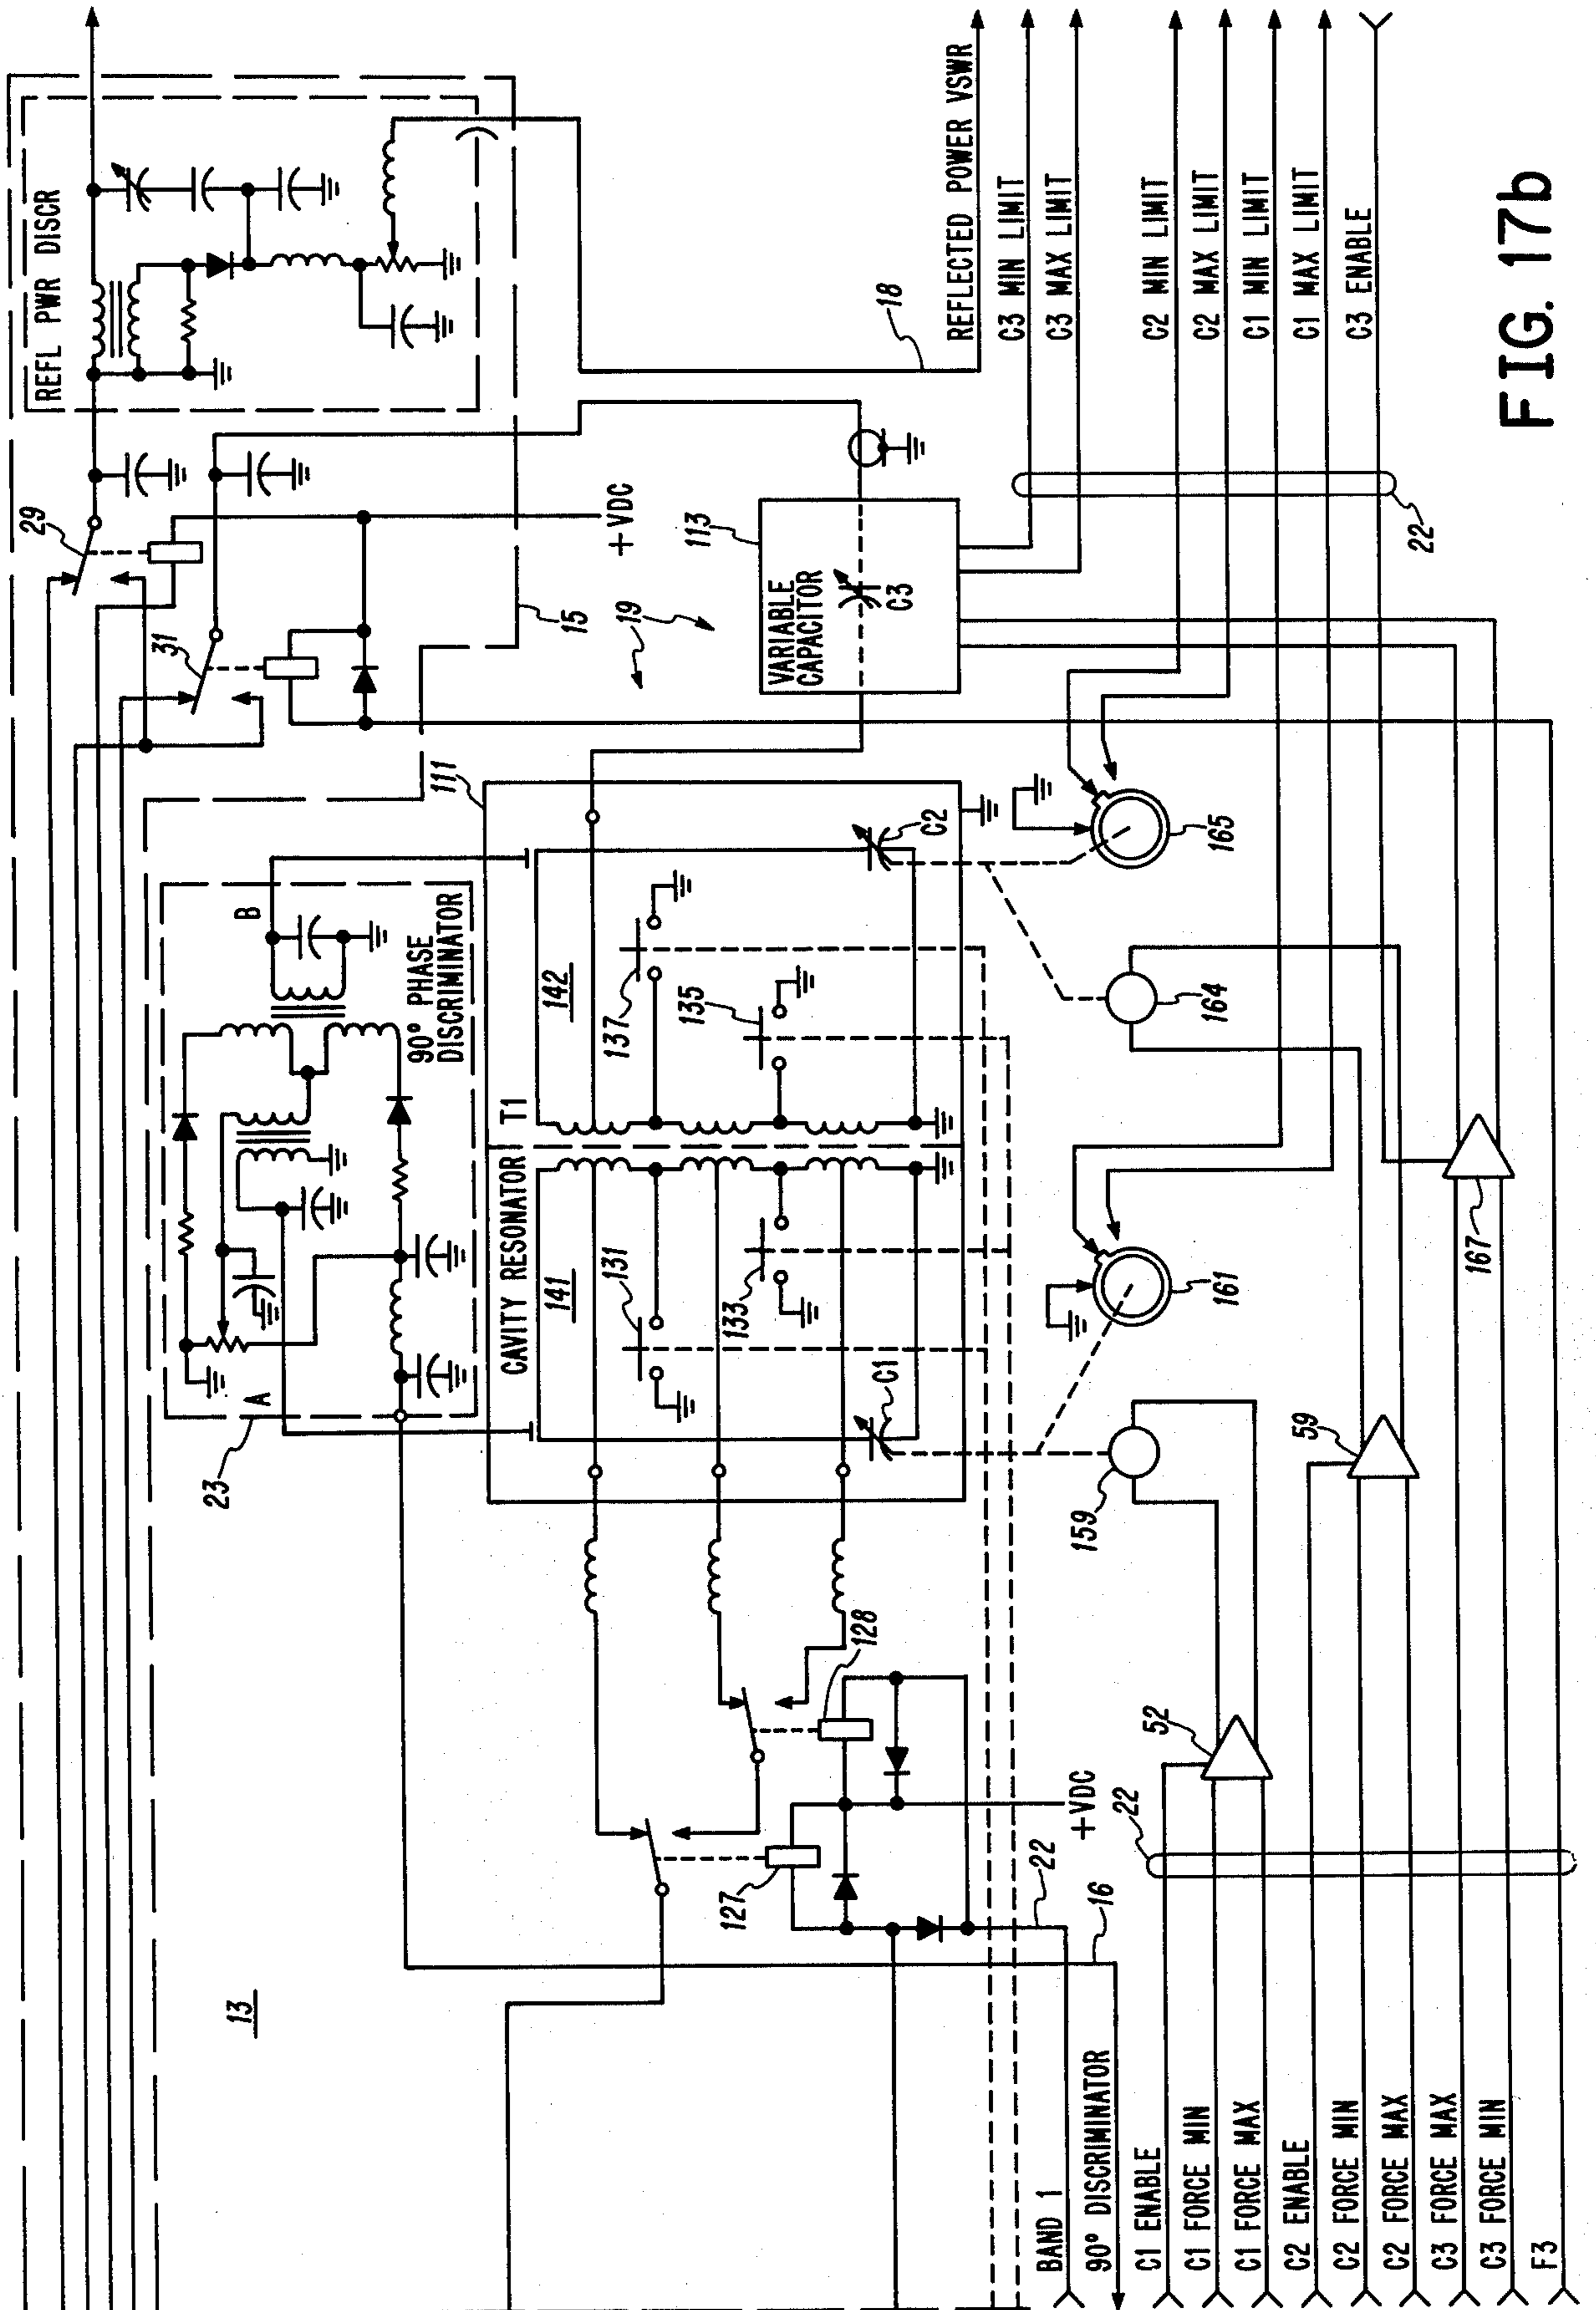 REFL PWR DISCR
29
31
15
+VDC
18
19
113
VARIABLE
CAPACITOR
C3
REFLECTED POWER VSWR
C3 MIN LIMIT
C3 MAX LIMIT
C2 MIN LIMIT
C2 MAX LIMIT
C1 MIN LIMIT
C1 MAX LIMIT
C3 ENABLE
22
13
23
A
B
90° PHASE
DISCRIMINATOR
111
CAVITY RESONATOR
T1
141
142
131
133
135
137
C1
C2
127
128
+VDC
22
16
159
161
164
165
52
59
167
22
BAND 1
90° DISCRIMINATOR
C1 ENABLE
C1 FORCE MIN
C1 FORCE MAX
C2 ENABLE
C2 FORCE MIN
C2 FORCE MAX
C3 FORCE MAX
C3 FORCE MIN
F3
FIG. 17b